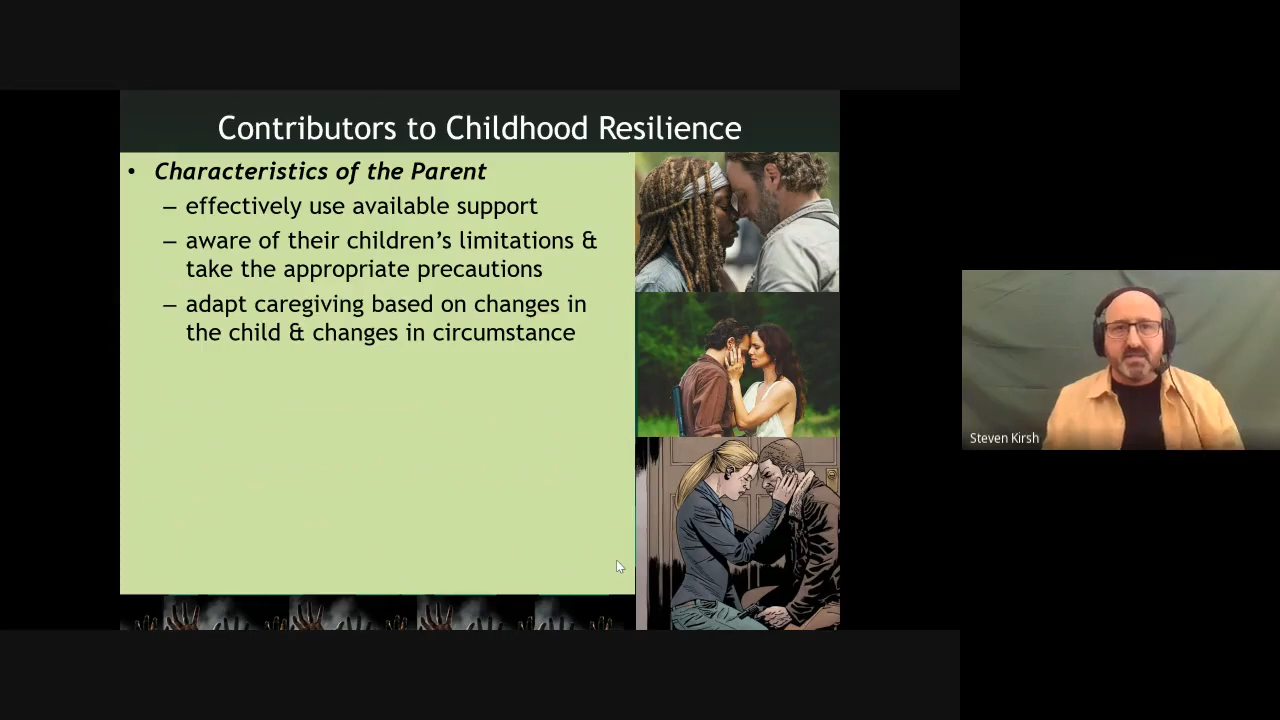 Contributors to Childhood Resilience
• Characteristics of the Parent
– effectively use available support
– aware of their children’s limitations &
take the appropriate precautions
– adapt caregiving based on changes in
the child & changes in circumstance
Steven Kirsh